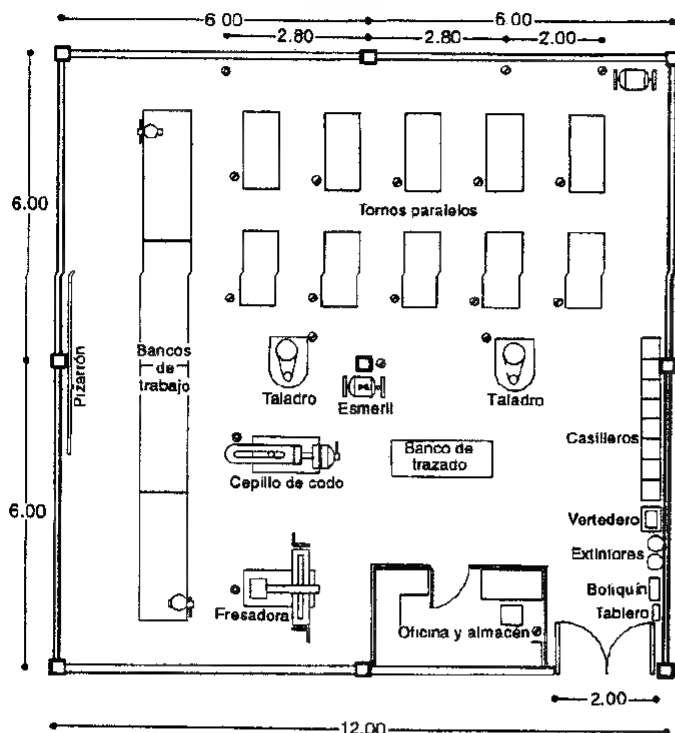 6.00
6.00
2.80
2.80
2.00
6.00
Tornos paralelos
Pizarrón
Bancos
de
trabajo
Taladro
Esmeril
Taladro
Casilleros
Cepillo de codo
Banco de
trazado
6.00
Vertedero
Extintores
Botiquín
Tablero
Fresadora
Oficina y almacén
2.00
12.00